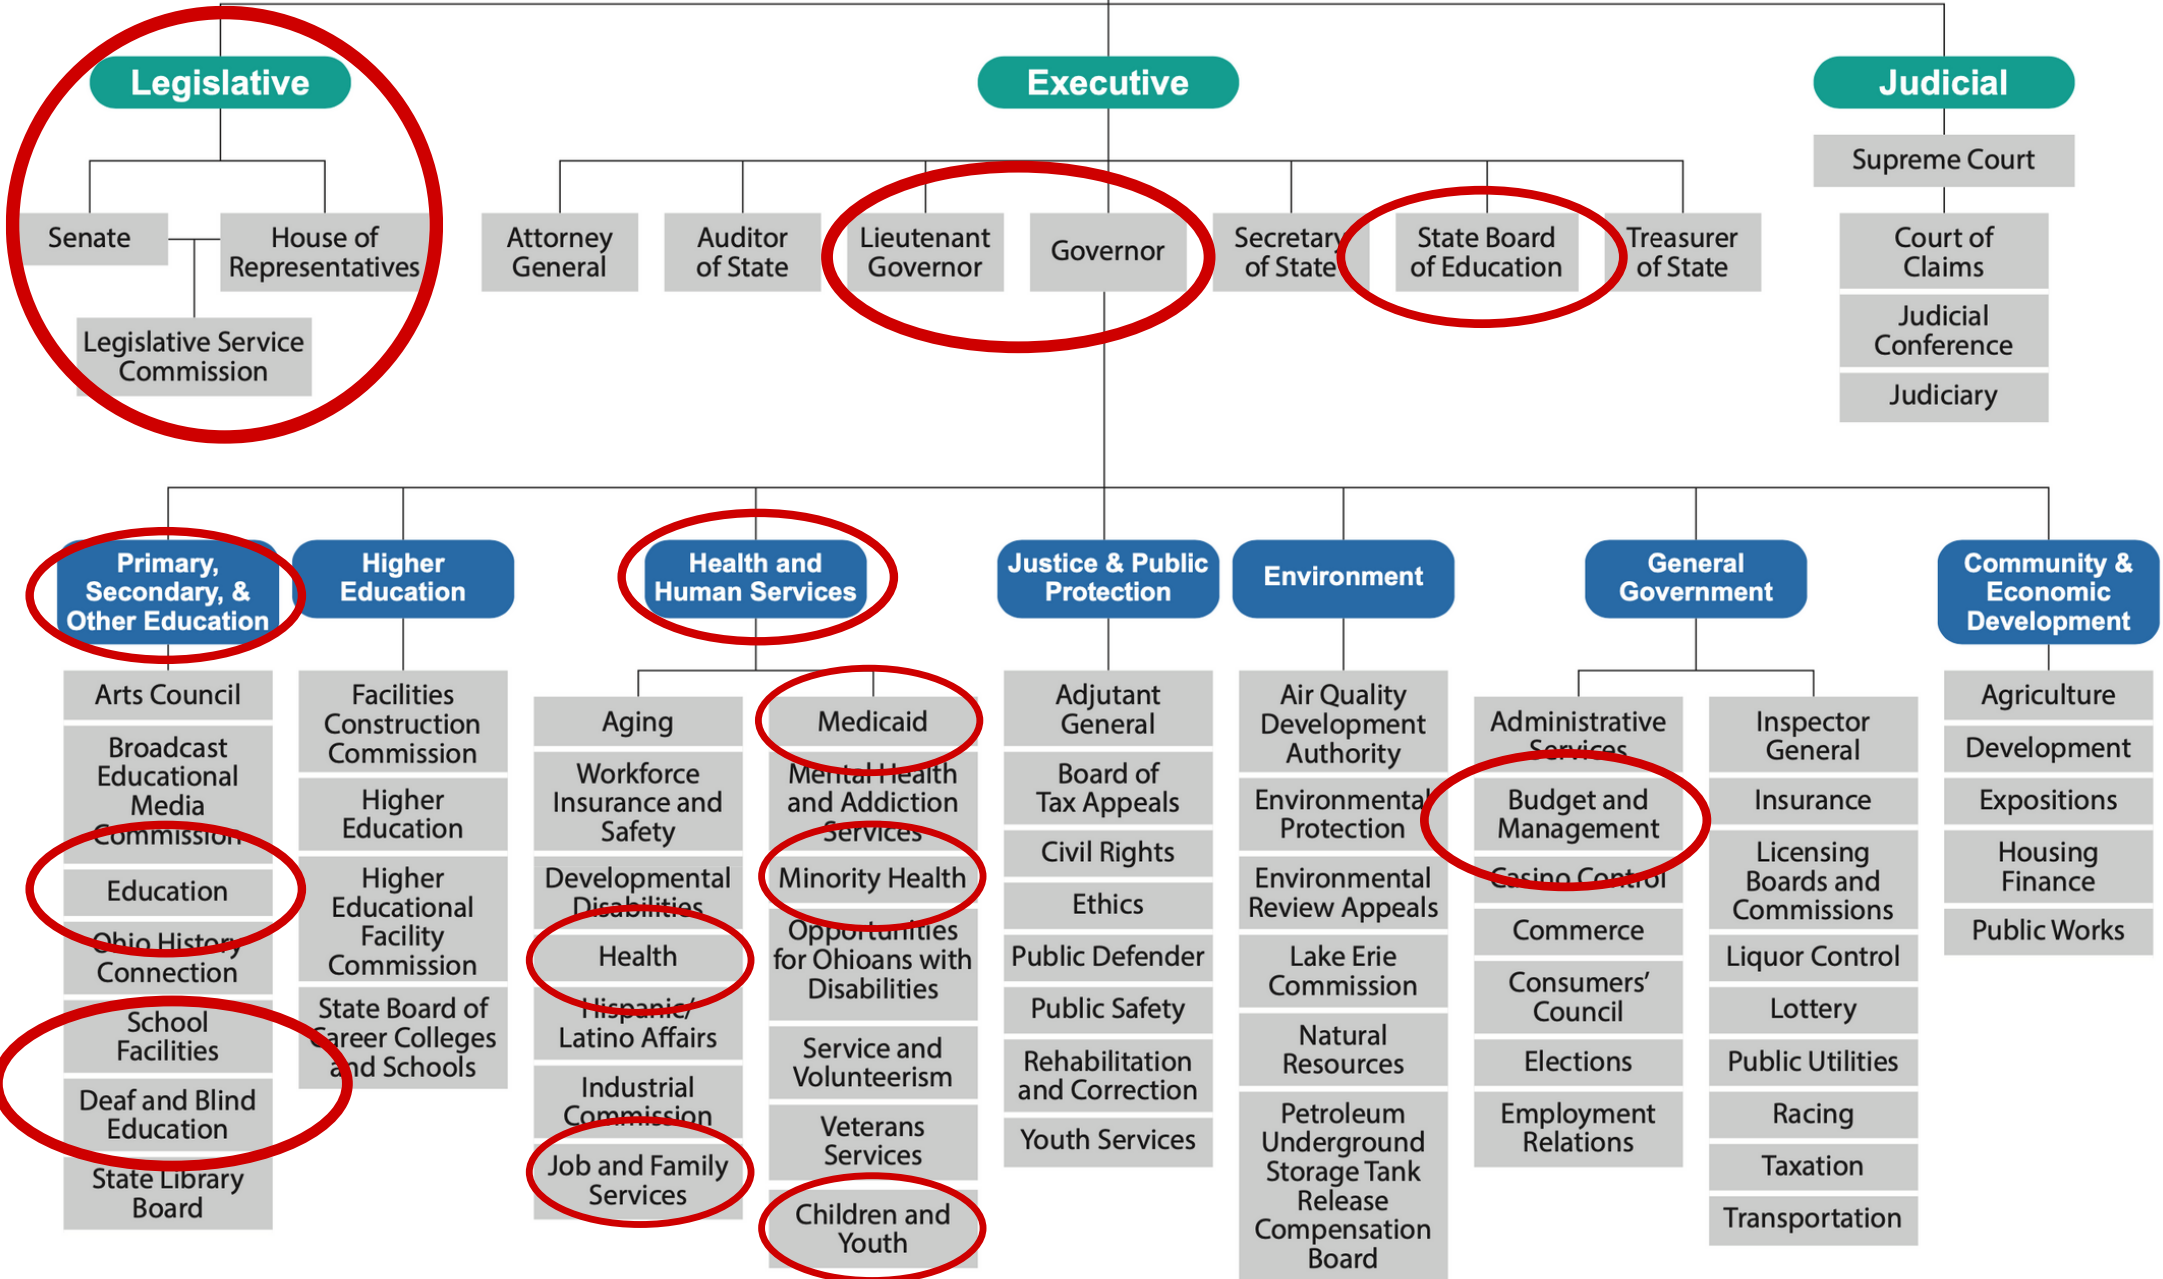 Legislative
Executive
Judicial
Supreme Court
Senate
House of
Representatives
Legislative Service
Commission
Attorney
General
Auditor
of State
Lieutenant
Governor
Governor
Secretary
of State
State Board
of Education
Treasurer
of State
Court of
Claims
Judicial
Conference
Judiciary
Primary,
Secondary, &
Other Education
Arts Council
Broadcast
Educational
Media
Commission
Education
Ohio History
Connection
School
Facilities
Deaf and Blind
Education
State Library
Board
Higher
Education
Facilities
Construction
Commission
Higher
Education
Higher
Educational
Facility
Commission
State Board of
Career Colleges
and Schools
Health and
Human Services
Aging
Workforce
Insurance and
Safety
Developmental
Disabilities
Health
Hispanic/
Latino Affairs
Industrial
Commission
Job and Family
Services
Medicaid
Mental Health
and Addiction
Services
Minority Health
Opportunities
for Ohioans with
Disabilities
Service and
Volunteerism
Veterans
Services
Children and
Youth
Justice & Public
Protection
Adjutant
General
Board of
Tax Appeals
Civil Rights
Ethics
Public Defender
Public Safety
Rehabilitation
and Correction
Youth Services
Environment
Air Quality
Development
Authority
Environmental
Protection
Environmental
Review Appeals
Lake Erie
Commission
Natural
Resources
Petroleum
Underground
Storage Tank
Release
Compensation
Board
General
Government
Administrative
Services
Budget and
Management
Casino Control
Commerce
Consumers’
Council
Elections
Employment
Relations
Inspector
General
Insurance
Licensing
Boards and
Commissions
Liquor Control
Lottery
Public Utilities
Racing
Taxation
Transportation
Community &
Economic
Development
Agriculture
Development
Expositions
Housing
Finance
Public Works